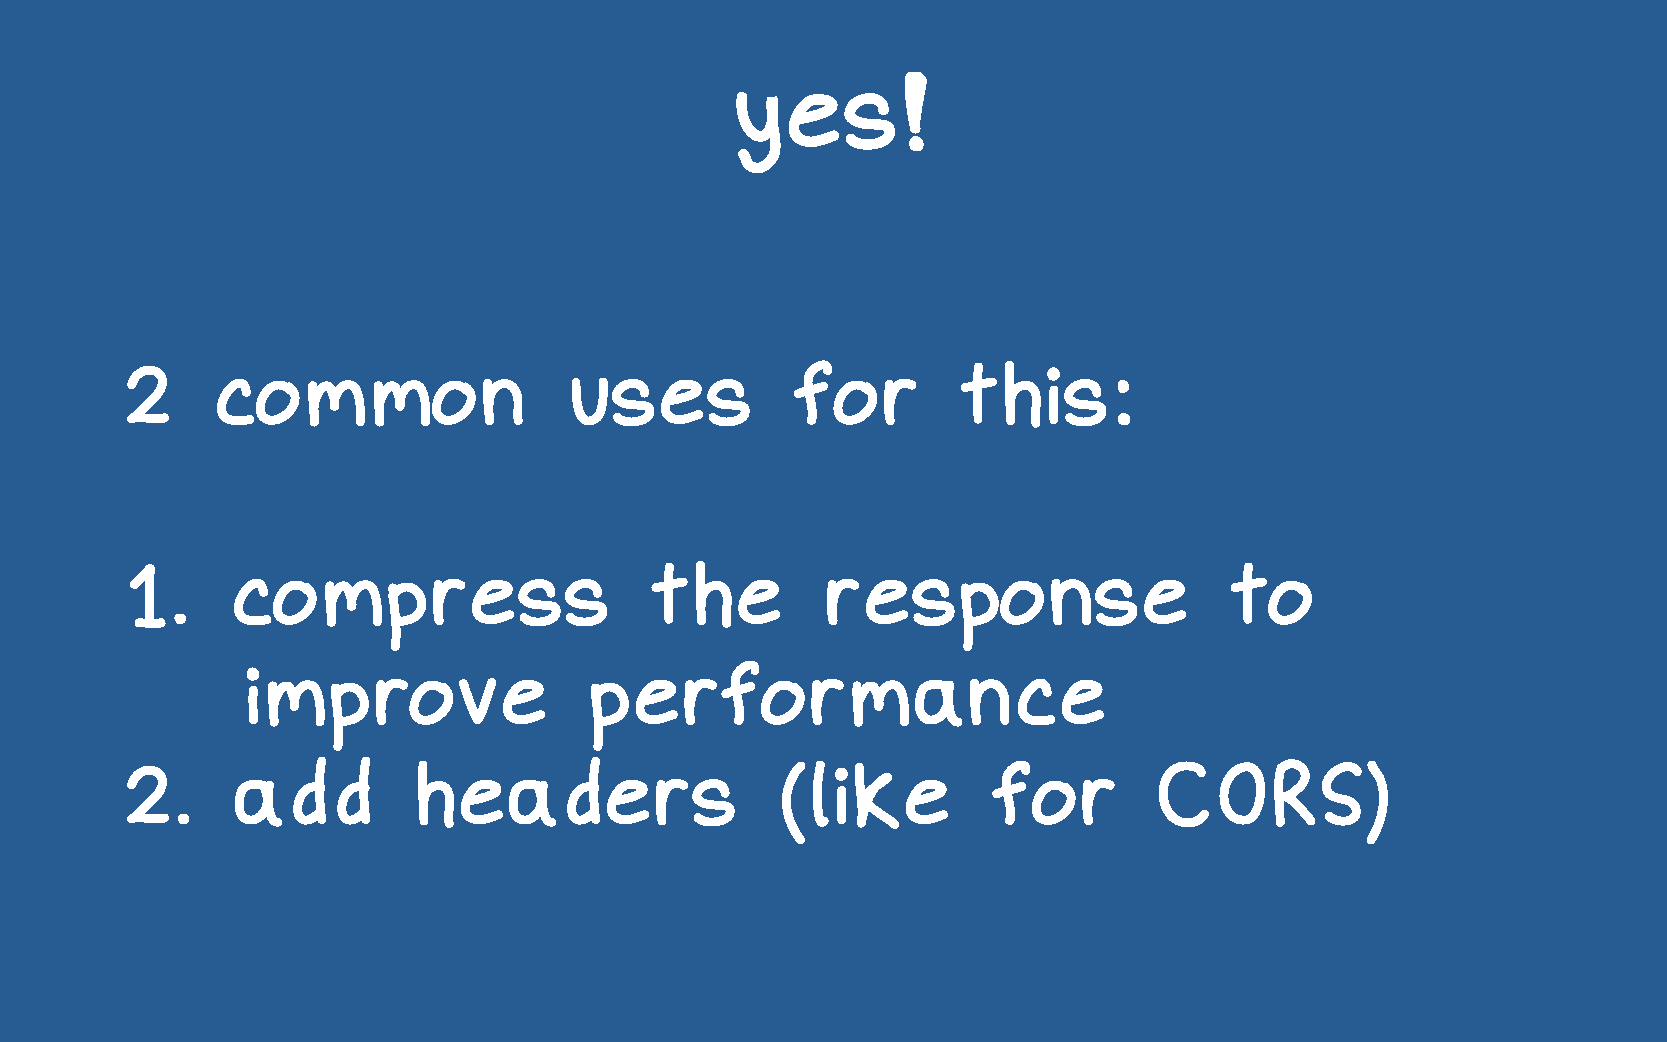 yes!
2 common uses for this:
1. compress the response to
improve performance
2. add headers (like for CORS)